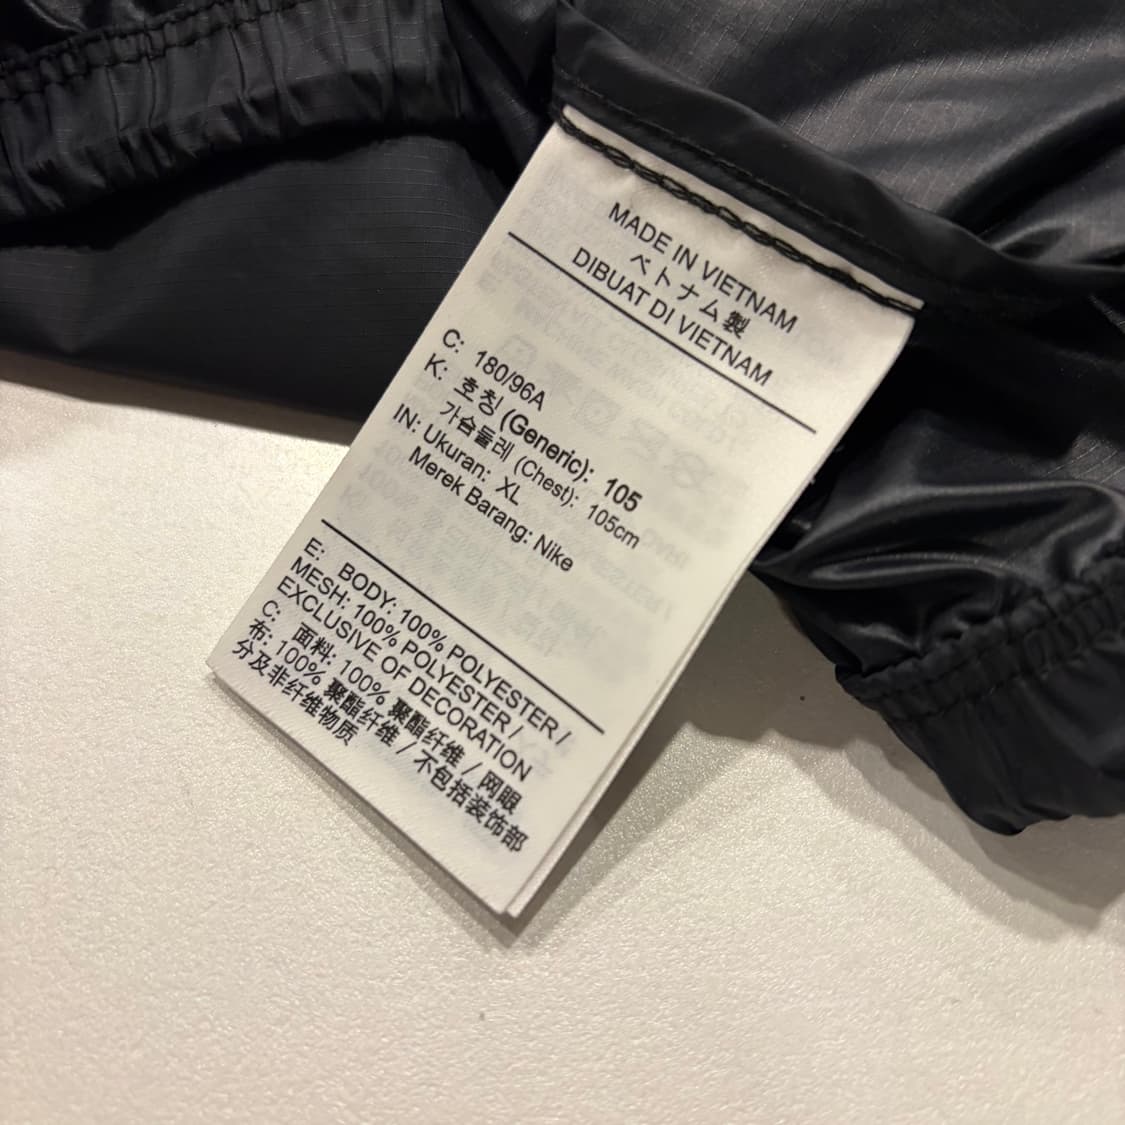 MADE IN VIETNAM
ベトナム製
DIBUAT DI VIETNAM
C: 180/96A
K: 호칭 (Generic): 105
가슴둘레 (Chest): 105cm
IN: Ukuran: XL
Merek Barang: Nike
E: BODY: 100% POLYESTER /
MESH: 100% POLYESTER /
EXCLUSIVE OF DECORATION
C: 面料: 100% 聚酯纤维 / 网眼
布: 100% 聚酯纤维 / 不包括装饰部
分及非纤维物质